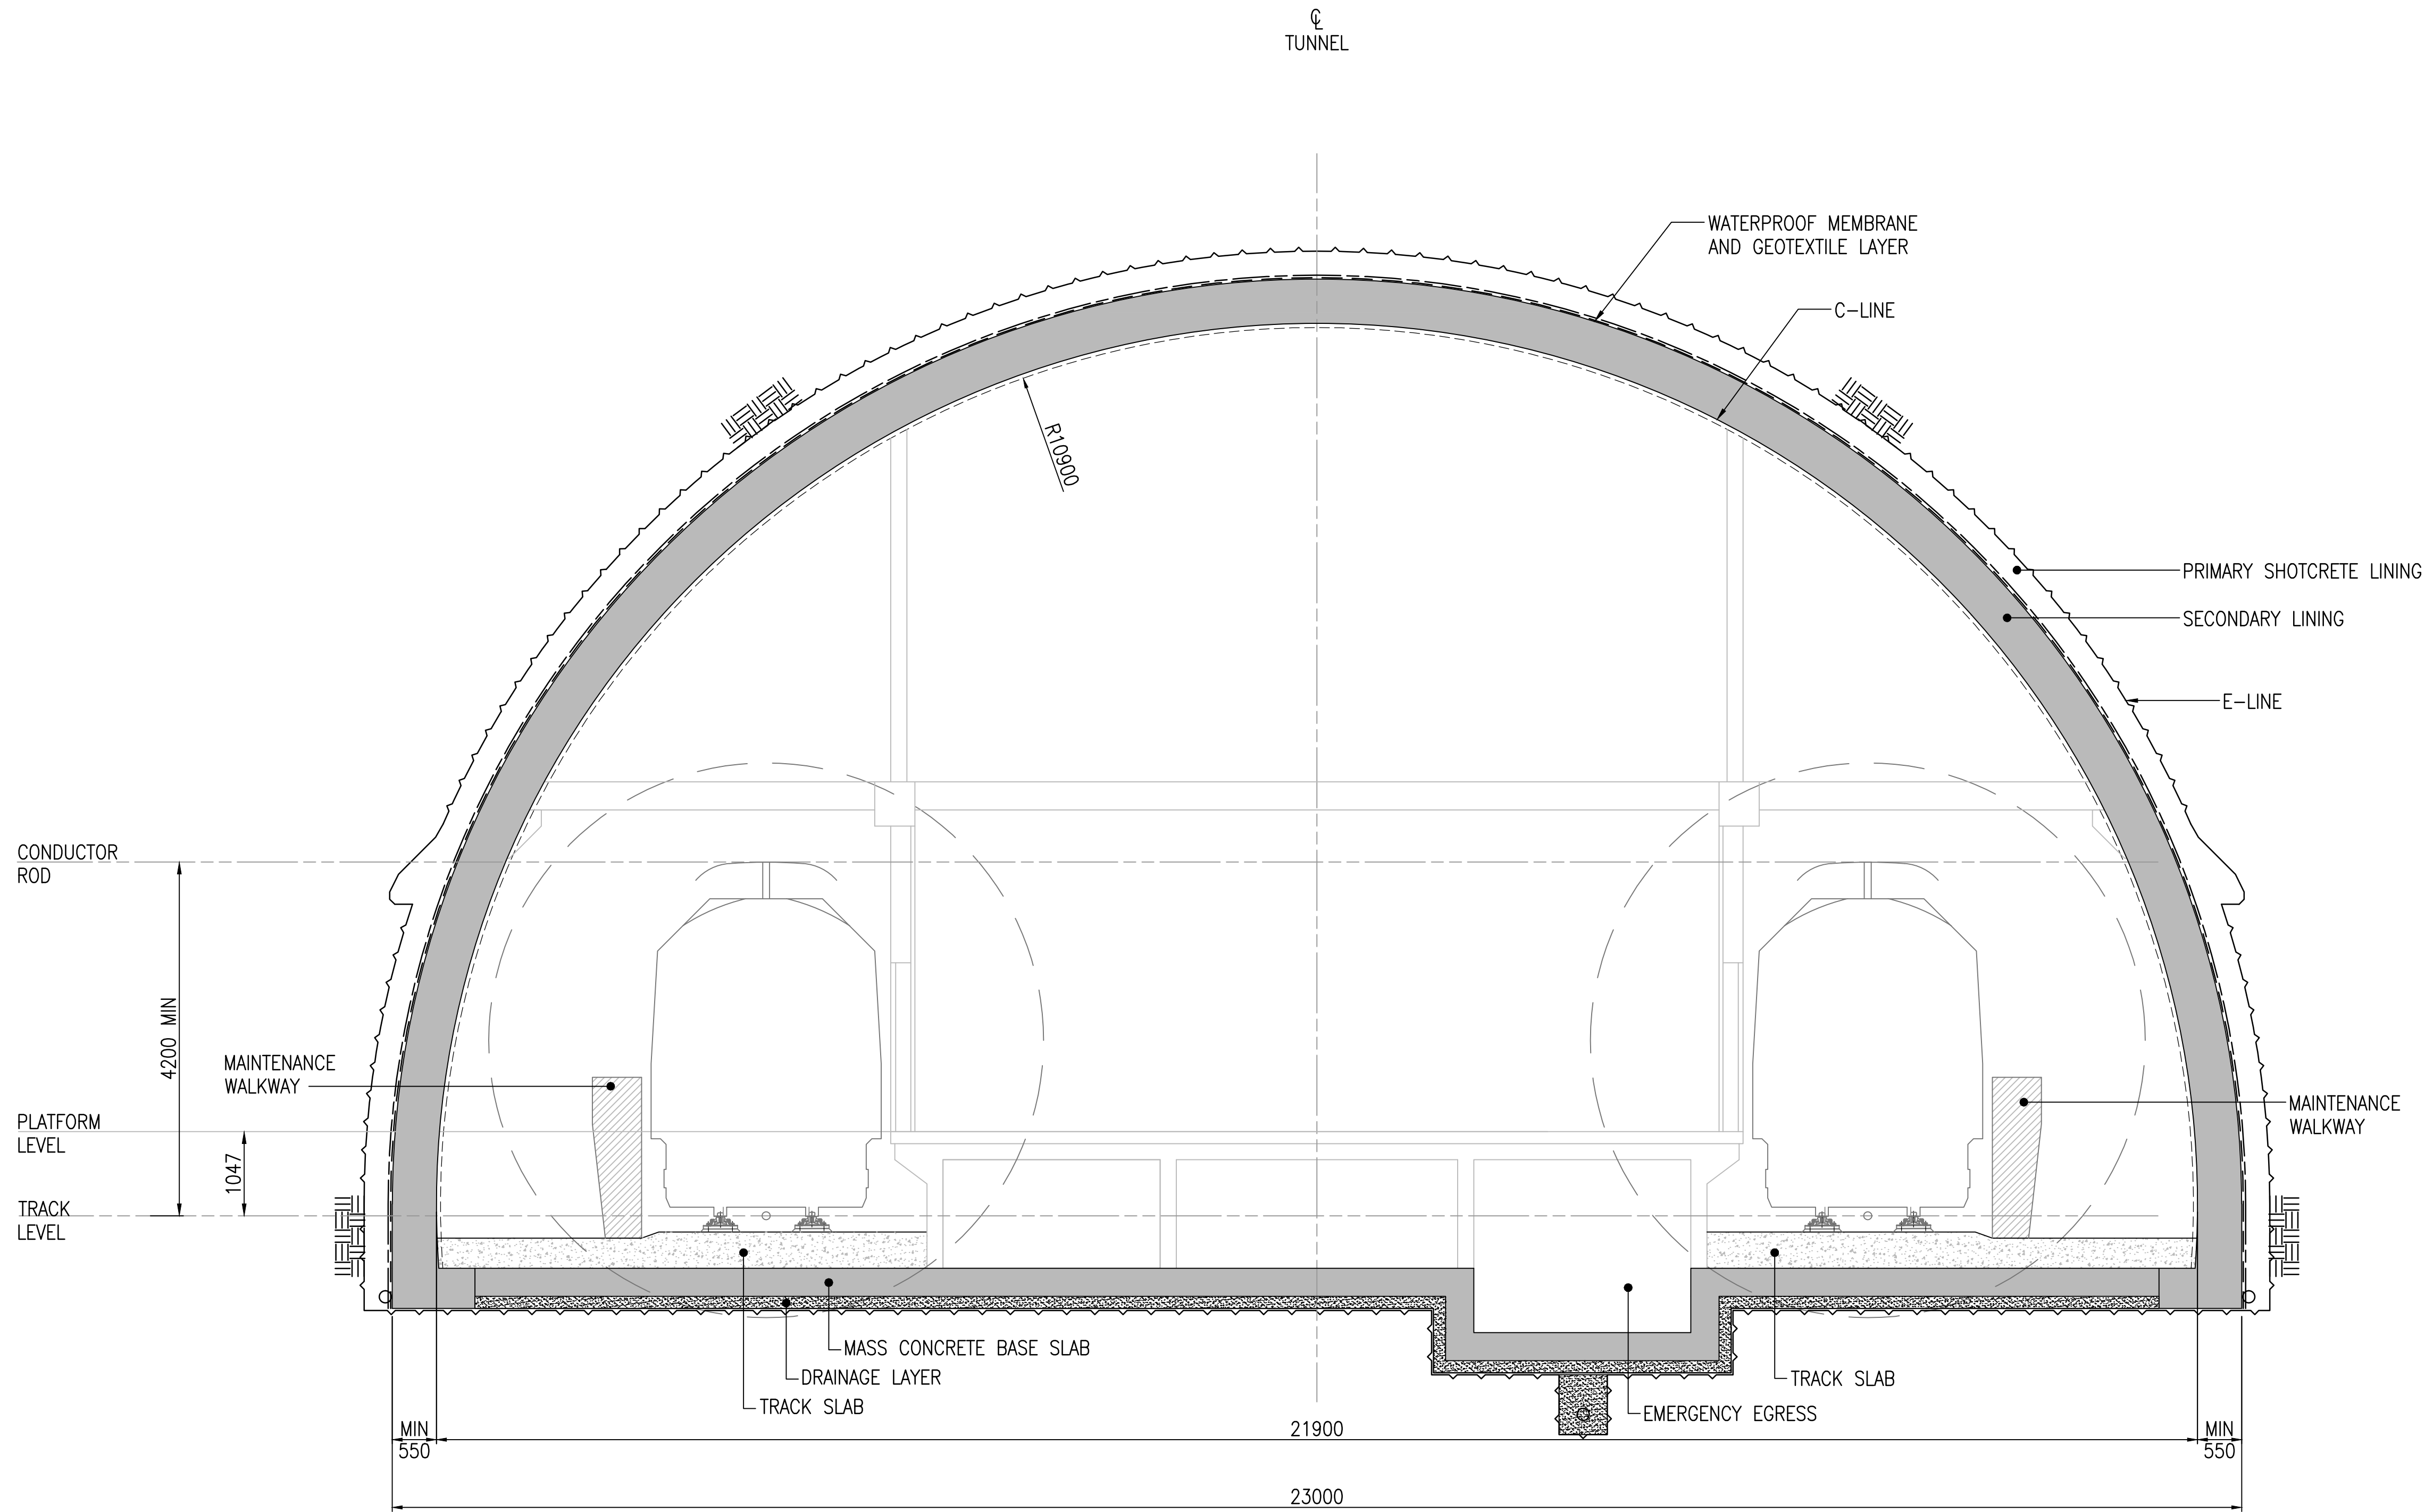 ℄
TUNNEL
WATERPROOF MEMBRANE
AND GEOTEXTILE LAYER
C-LINE
R10900
PRIMARY SHOTCRETE LINING
SECONDARY LINING
E-LINE
CONDUCTOR
ROD
4200 MIN
MAINTENANCE
WALKWAY
MAINTENANCE
WALKWAY
PLATFORM
LEVEL
1047
TRACK
LEVEL
MASS CONCRETE BASE SLAB
DRAINAGE LAYER
TRACK SLAB
TRACK SLAB
EMERGENCY EGRESS
MIN
550
21900
MIN
550
23000